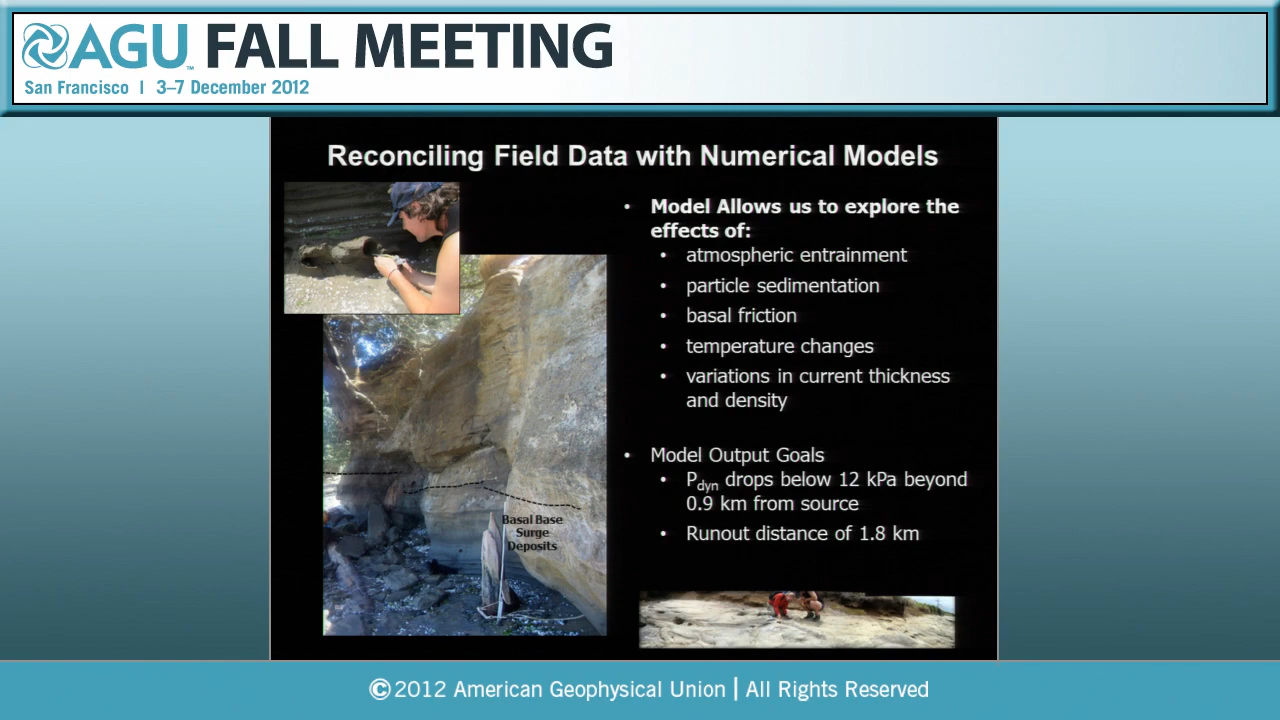 AGU™ FALL MEETING
San Francisco | 3–7 December 2012
Reconciling Field Data with Numerical Models
• Model Allows us to explore the
effects of:
• atmospheric entrainment
• particle sedimentation
• basal friction
• temperature changes
• variations in current thickness
and density
• Model Output Goals
• Pdyn drops below 12 kPa beyond
0.9 km from source
• Runout distance of 1.8 km
Basal Base
Surge
Deposits
©2012 American Geophysical Union | All Rights Reserved